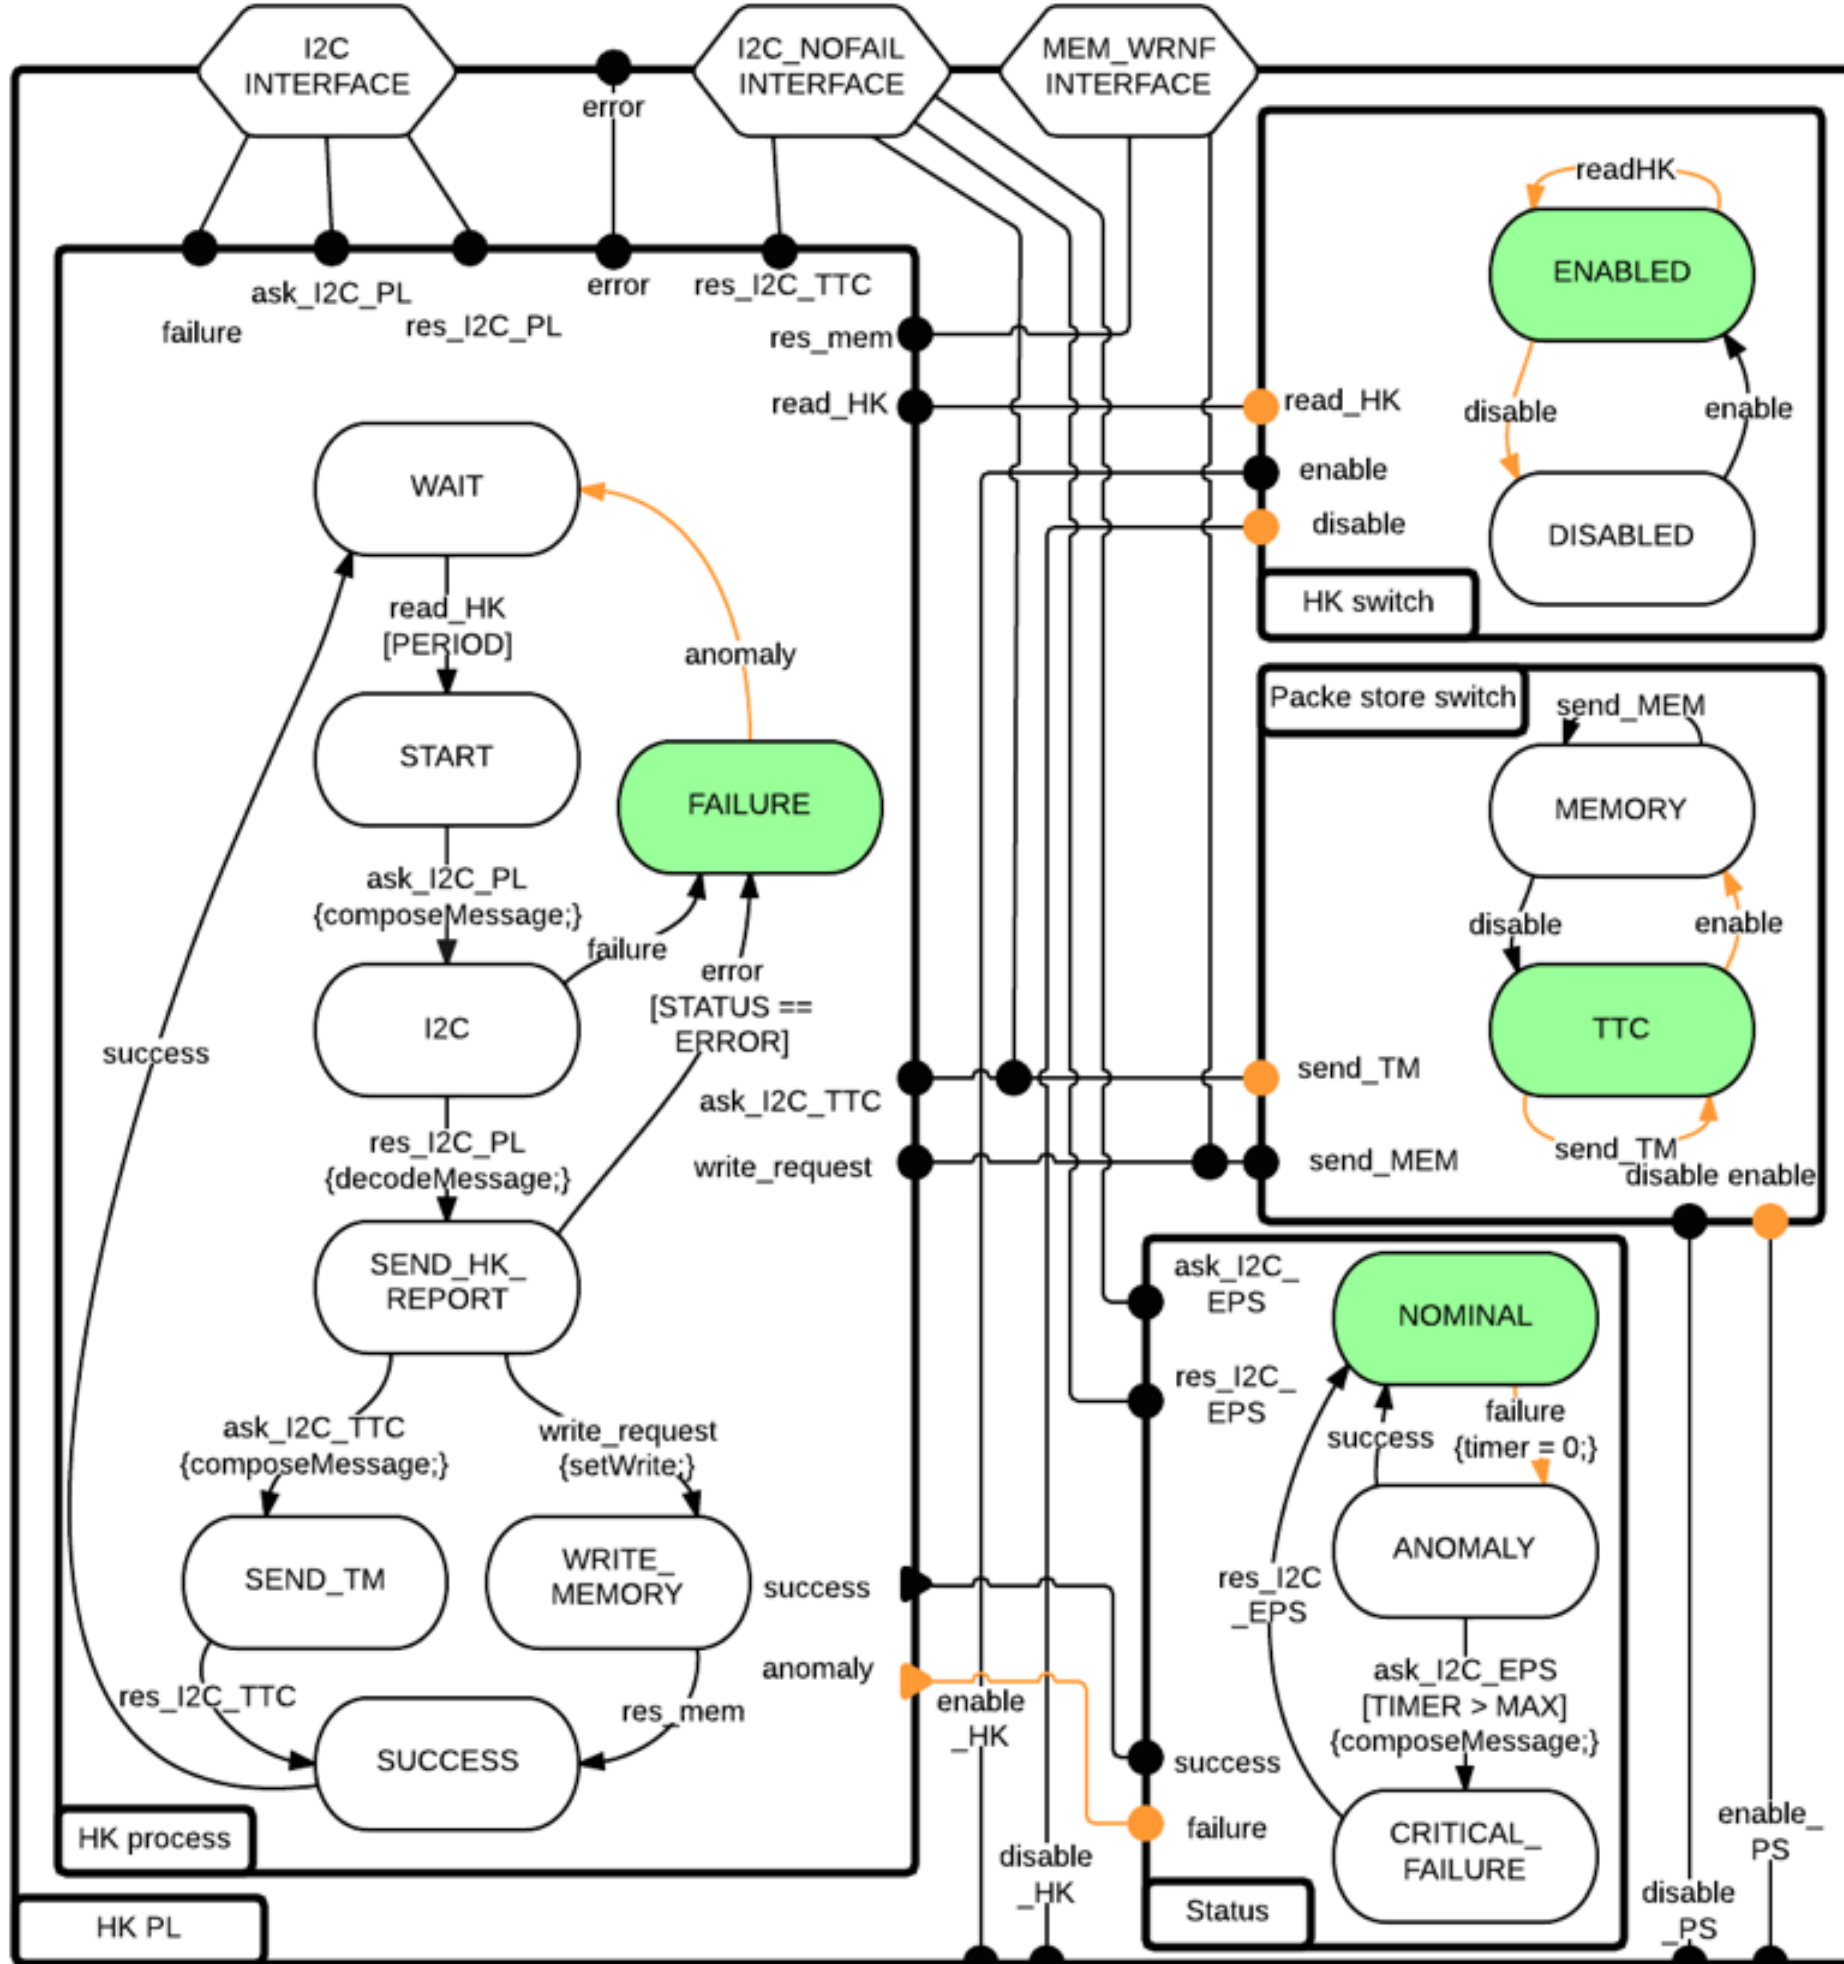 I2C
INTERFACE
I2C_NOFAIL
INTERFACE
MEM_WRNF
INTERFACE
error
failure
ask_I2C_PL
res_I2C_PL
error
res_I2C_TTC
res_mem
read_HK
WAIT
read_HK
[PERIOD]
START
anomaly
FAILURE
ask_I2C_PL
{composeMessage;}
failure
I2C
error
[STATUS ==
ERROR]
success
res_I2C_PL
{decodeMessage;}
ask_I2C_TTC
write_request
SEND_HK_
REPORT
ask_I2C_TTC
{composeMessage;}
write_request
{setWrite;}
SEND_TM
WRITE_
MEMORY
success
anomaly
res_I2C_TTC
res_mem
SUCCESS
HK process
HK PL
enable
_HK
disable
_HK
readHK
ENABLED
read_HK
disable
enable
enable
disable
DISABLED
HK switch
Packe store switch
send_MEM
MEMORY
disable
enable
TTC
send_TM
send_TM
send_MEM
disable enable
ask_I2C_
EPS
NOMINAL
res_I2C_
EPS
failure
{timer = 0;}
success
ANOMALY
res_I2C
_EPS
ask_I2C_EPS
[TIMER > MAX]
{composeMessage;}
success
failure
CRITICAL_
FAILURE
Status
disable
_PS
enable_
PS